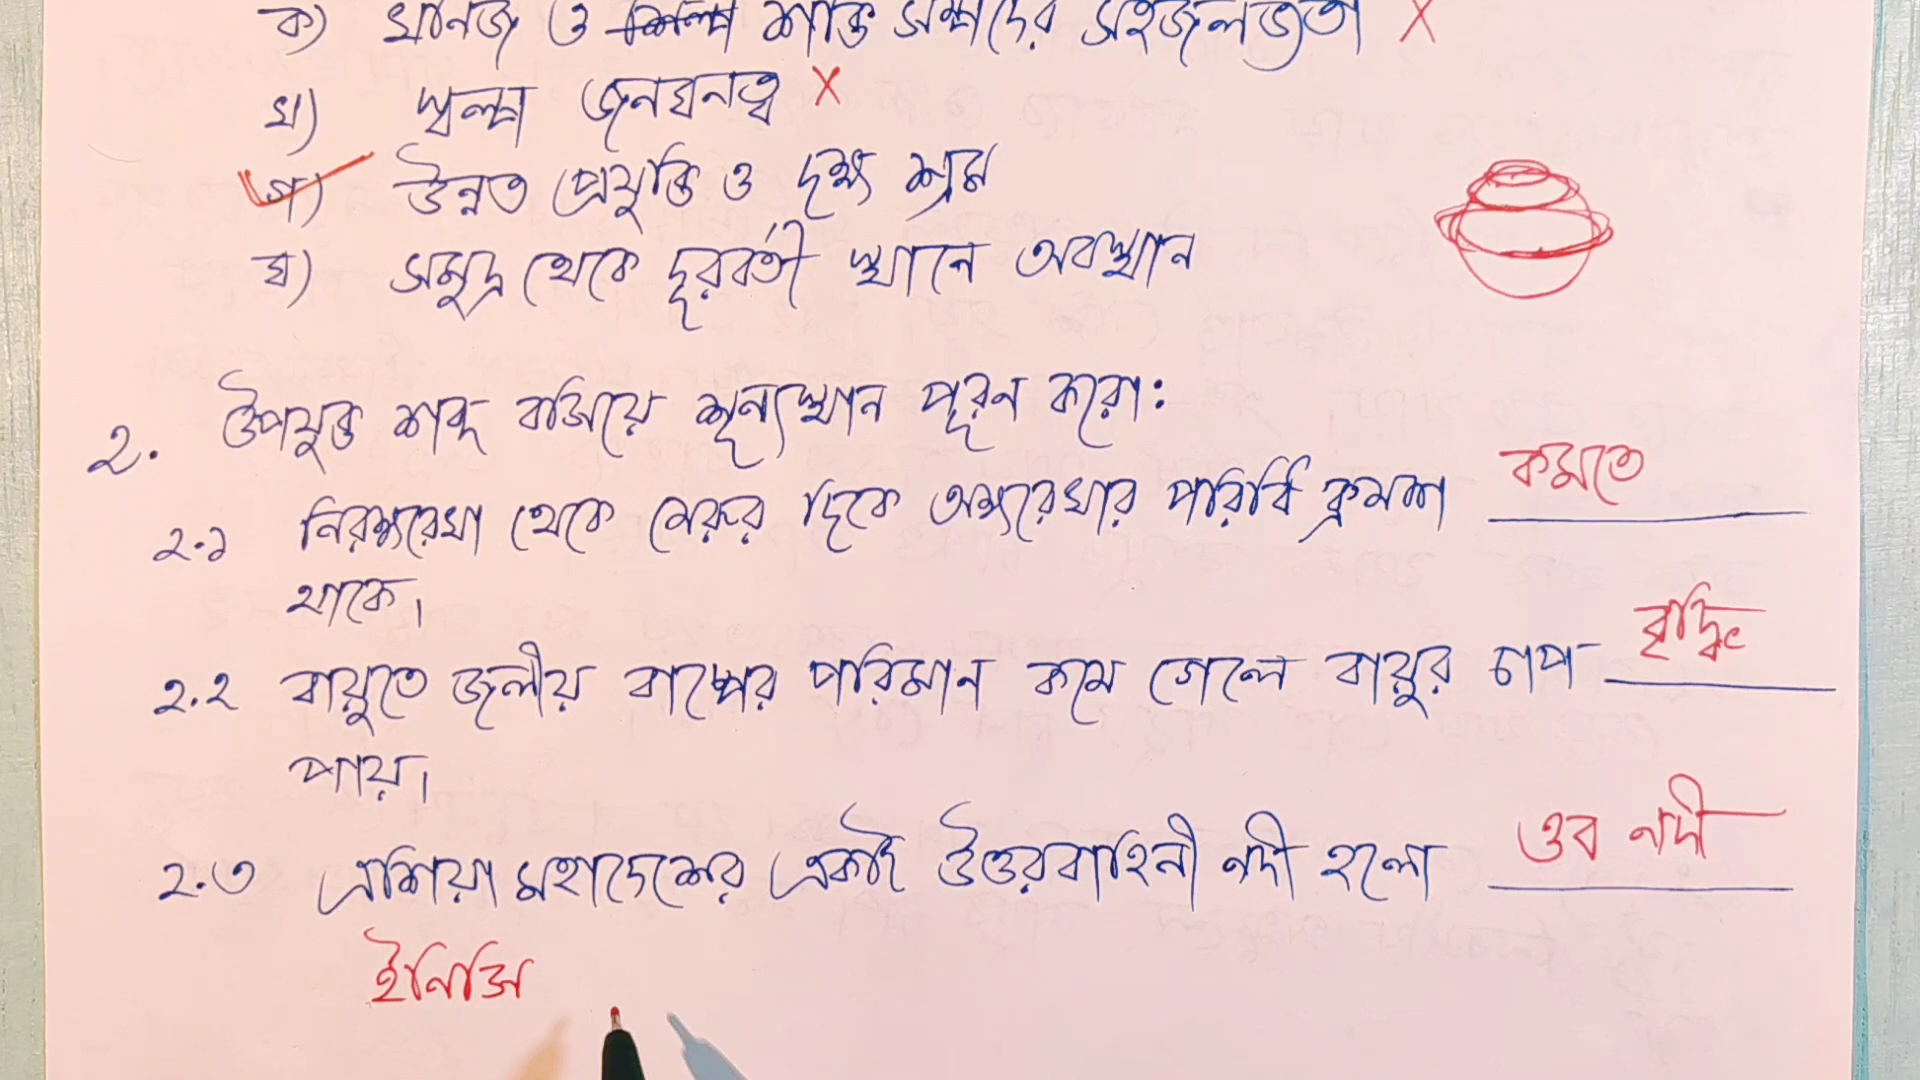 ক) খনিজ ও শিল্প শক্তি সম্পদের সহজলভ্যতা X
খ) স্বল্প জনঘনত্ব X
গ) উন্নত প্রযুক্তি ও দক্ষ শ্রম
ঘ) সমুদ্র থেকে দূরবর্তী স্থানে অবস্থান
২. উপযুক্ত শব্দ বসিয়ে শূন্যস্থান পূরন করো:
২.১ নিরক্ষরেখা থেকে মেরুর দিকে অক্ষরেখার পরিধি ক্রমশ কমতে
থাকে।
২.২ বায়ুতে জলীয় বাষ্পের পরিমান কমে গেলে বায়ুর চাপ বৃদ্ধি
পায়।
২.৩ এশিয়া মহাদেশের একটি উত্তরবাহিনী নদী হলো ওব নদী
ইনিসি